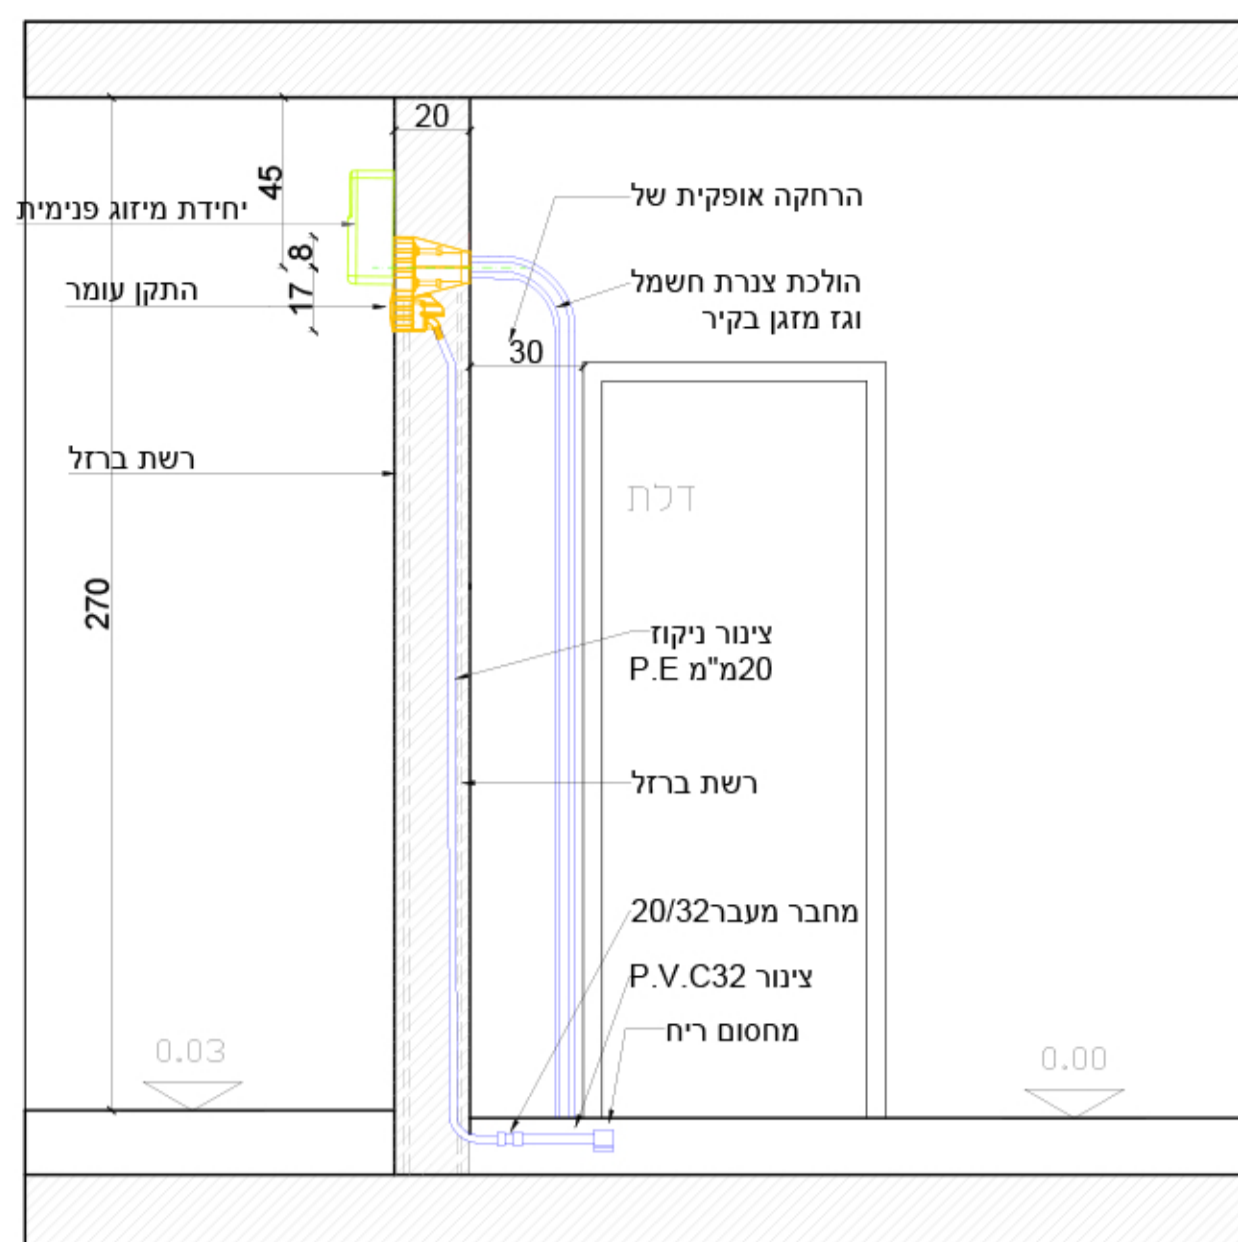 20
45
הרחקה אופקית של
יחידת מיזוג פנימית
8
הולכת צנרת חשמל
וגז מזגן בקיר
התקן עומר
17
30
רשת ברזל
דלת
270
צינור ניקוז
20מ"מ P.E
רשת ברזל
מחבר מעבר20/32
צינור P.V.C32
מחסום ריח
0.03
0.00